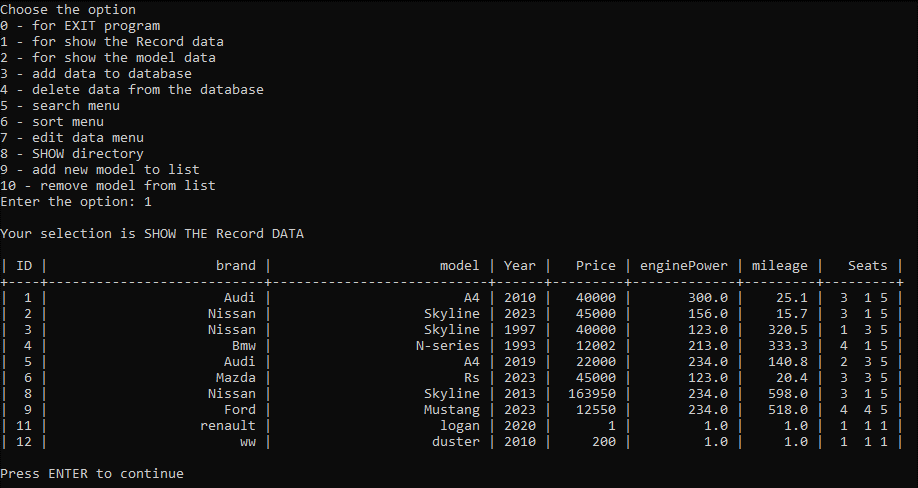 Choose the option
0 - for EXIT program
1 - for show the Record data
2 - for show the model data
3 - add data to database
4 - delete data from the database
5 - search menu
6 - sort menu
7 - edit data menu
8 - SHOW directory
9 - add new model to list
10 - remove model from list
Enter the option: 1
Your selection is SHOW THE Record DATA
| ID |                     brand |                     model | Year |   Price | enginePower | mileage |   Seats |
+----+---------------------------+---------------------------+------+---------+-------------+---------+---------+
|  1 |                      Audi |                        A4 | 2010 |   40000 |       300.0 |    25.1 |  3  1 5 |
|  2 |                    Nissan |                   Skyline | 2023 |   45000 |       156.0 |    15.7 |  3  1 5 |
|  3 |                    Nissan |                   Skyline | 1997 |   40000 |       123.0 |   320.5 |  1  3 5 |
|  4 |                       Bmw |                  N-series | 1993 |   12002 |       213.0 |   333.3 |  4  1 5 |
|  5 |                      Audi |                        A4 | 2019 |   22000 |       234.0 |   140.8 |  2  3 5 |
|  6 |                     Mazda |                        Rs | 2023 |   45000 |       123.0 |    20.4 |  3  3 5 |
|  8 |                    Nissan |                   Skyline | 2013 |  163950 |       234.0 |   598.0 |  3  1 5 |
|  9 |                      Ford |                   Mustang | 2023 |   12550 |       234.0 |   518.0 |  4  4 5 |
| 11 |                   renault |                     logan | 2020 |       1 |         1.0 |     1.0 |  1  1 1 |
| 12 |                        ww |                    duster | 2010 |     200 |         1.0 |     1.0 |  1  1 1 |
Press ENTER to continue